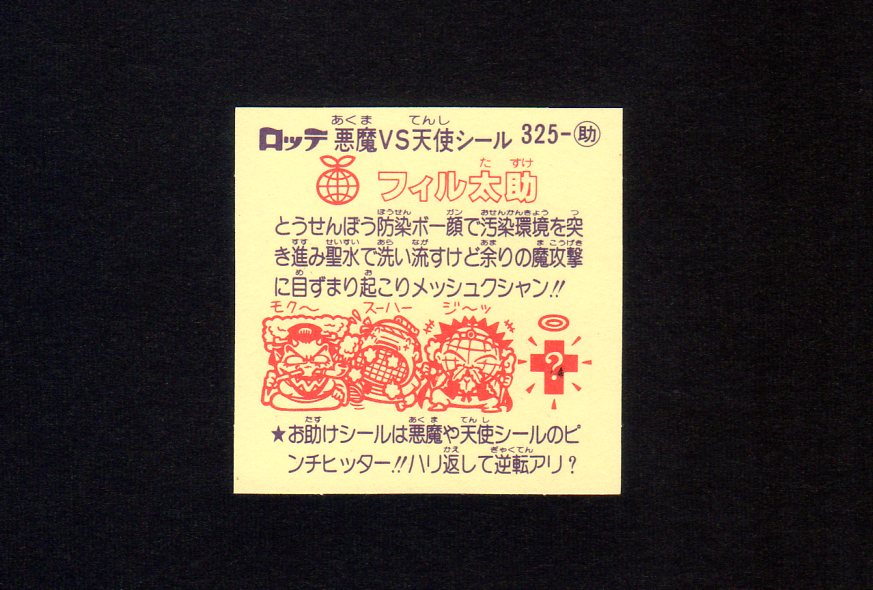 ロッテ 悪魔VS天使シール 325-助
フィル太助
とうせんぼう防染ボー顔で汚染環境を突
き進み聖水で洗い流すけど余りの魔攻撃
に目ずまり起こりメッシュクシャン!!
モク〜 スーハー ジ〜ッ
?
★お助けシールは悪魔や天使シールのピ
ンチヒッター!!ハリ返して逆転アリ?